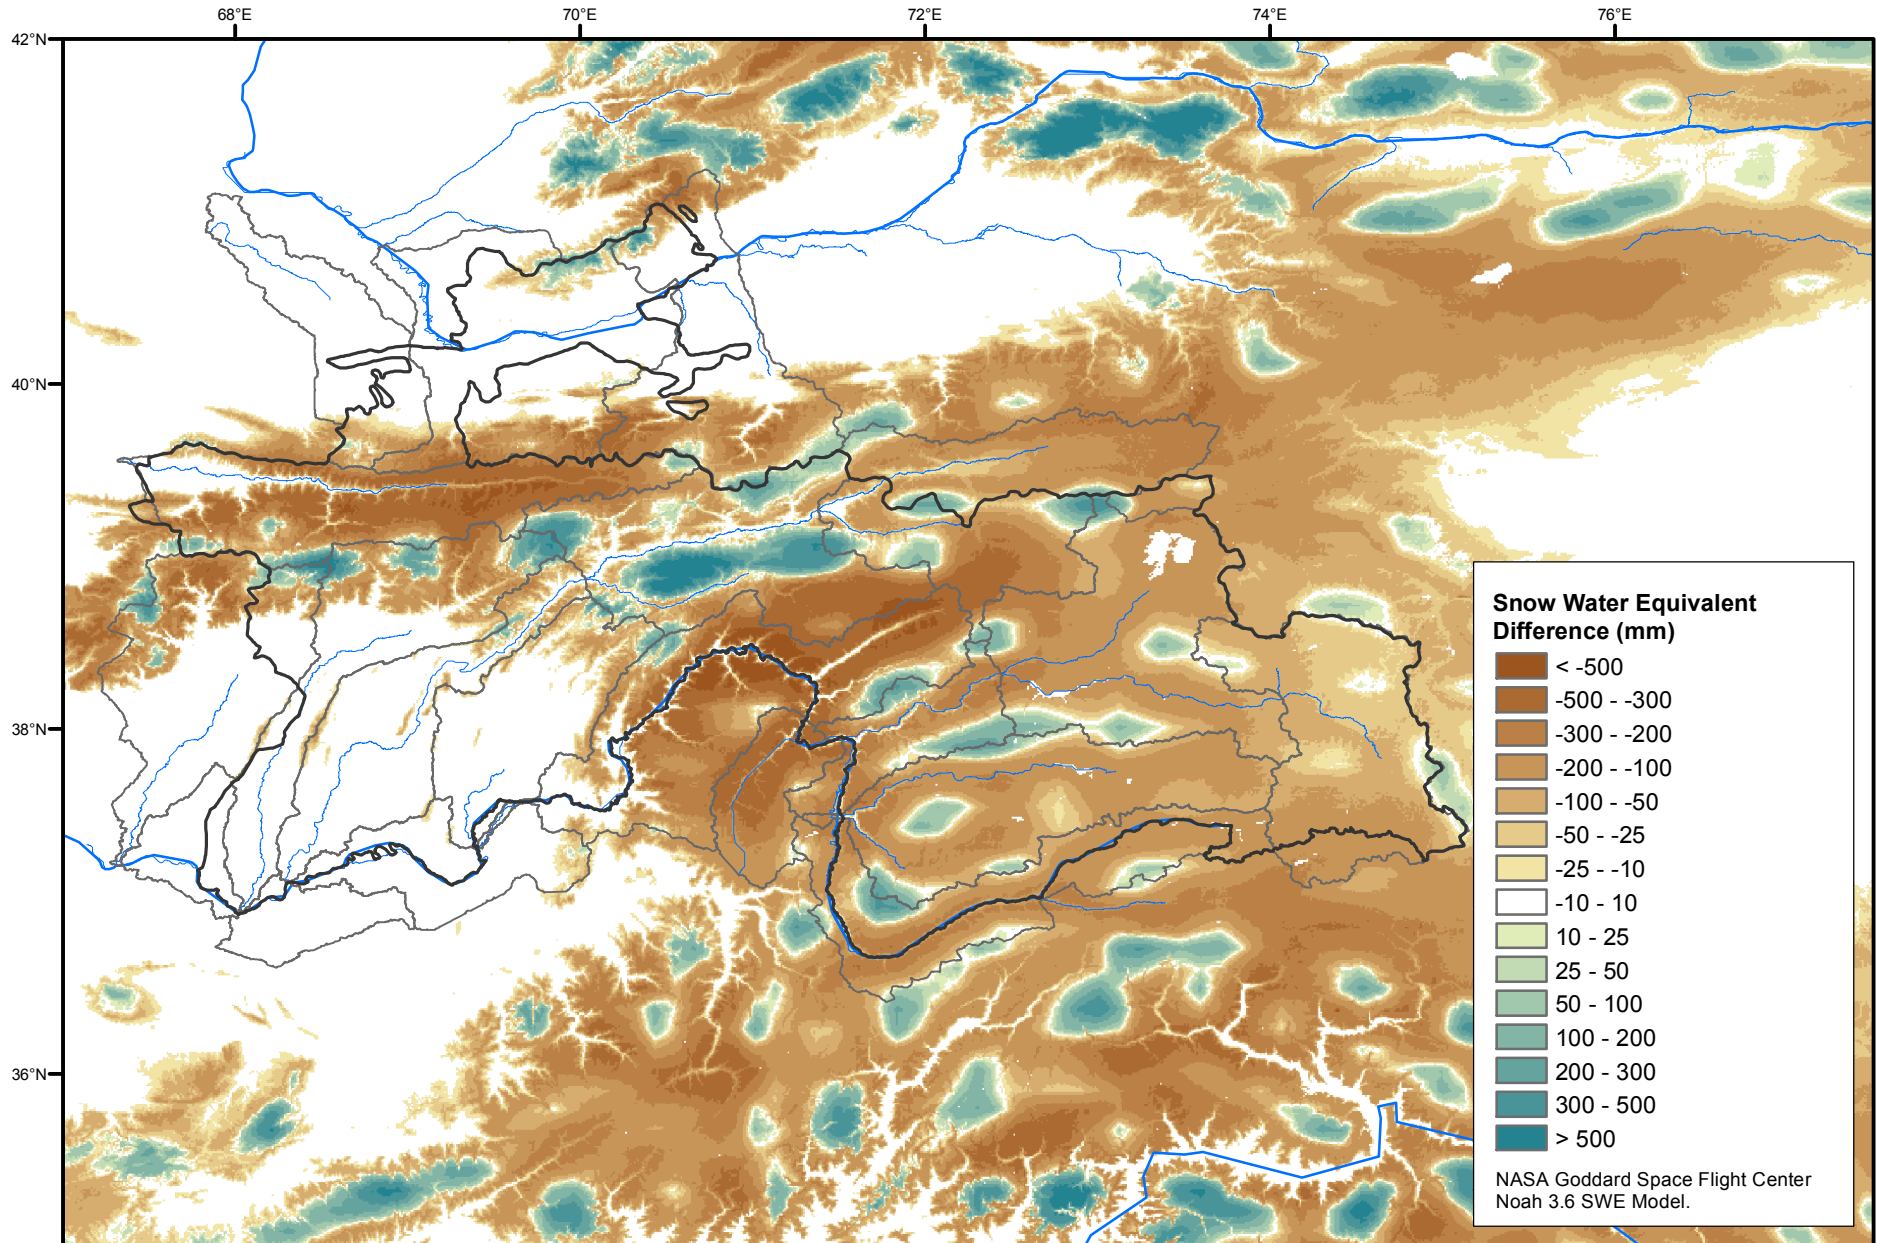 68°E 70°E 72°E 74°E 76°E
42°N
40°N
38°N
36°N
Snow Water Equivalent
Difference (mm)
< -500
-500 - -300
-300 - -200
-200 - -100
-100 - -50
-50 - -25
-25 - -10
-10 - 10
10 - 25
25 - 50
50 - 100
100 - 200
200 - 300
300 - 500
> 500
NASA Goddard Space Flight Center
Noah 3.6 SWE Model.